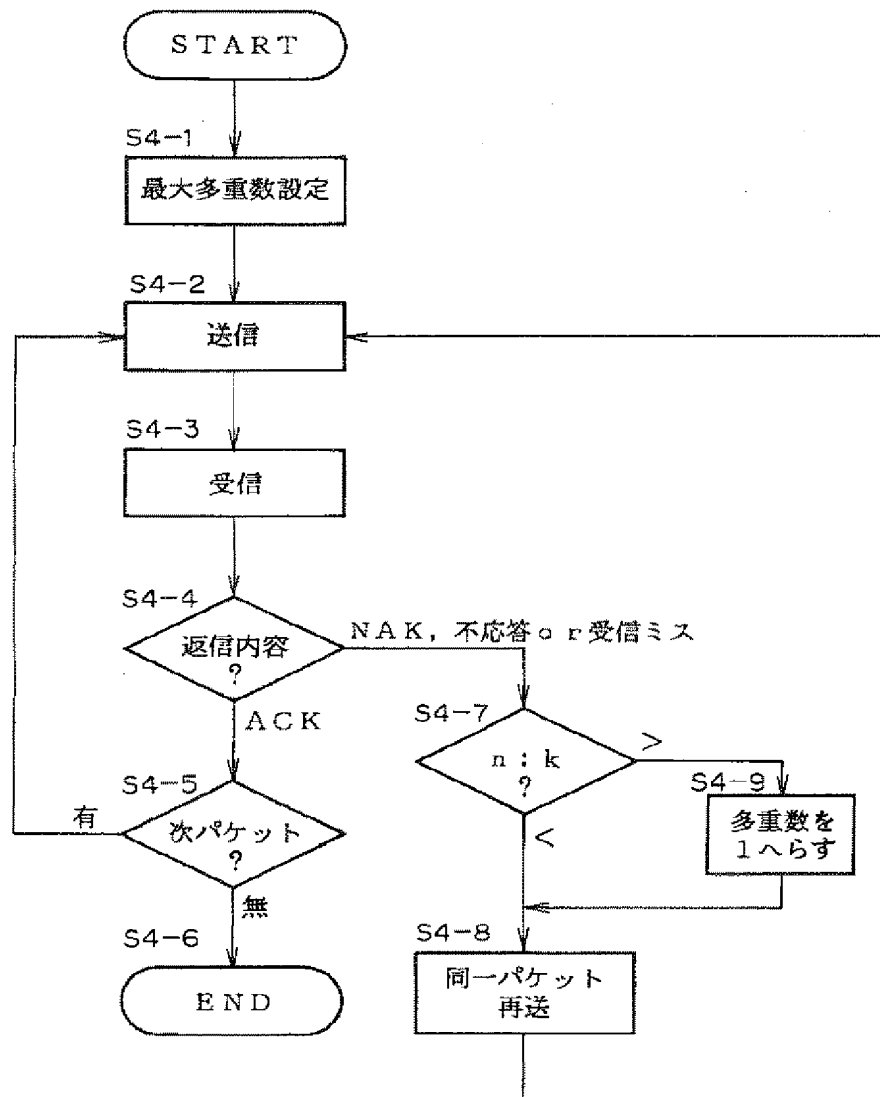 START
S4-1
最大多重数設定
S4-2
送信
S4-3
受信
S4-4
返信内容
?
NAK, 不応答or受信ミス
ACK
S4-5
次パケット
?
有
無
S4-6
END
S4-7
n:k
?
>
<
S4-9
多重数を
1へらす
S4-8
同一パケット
再送